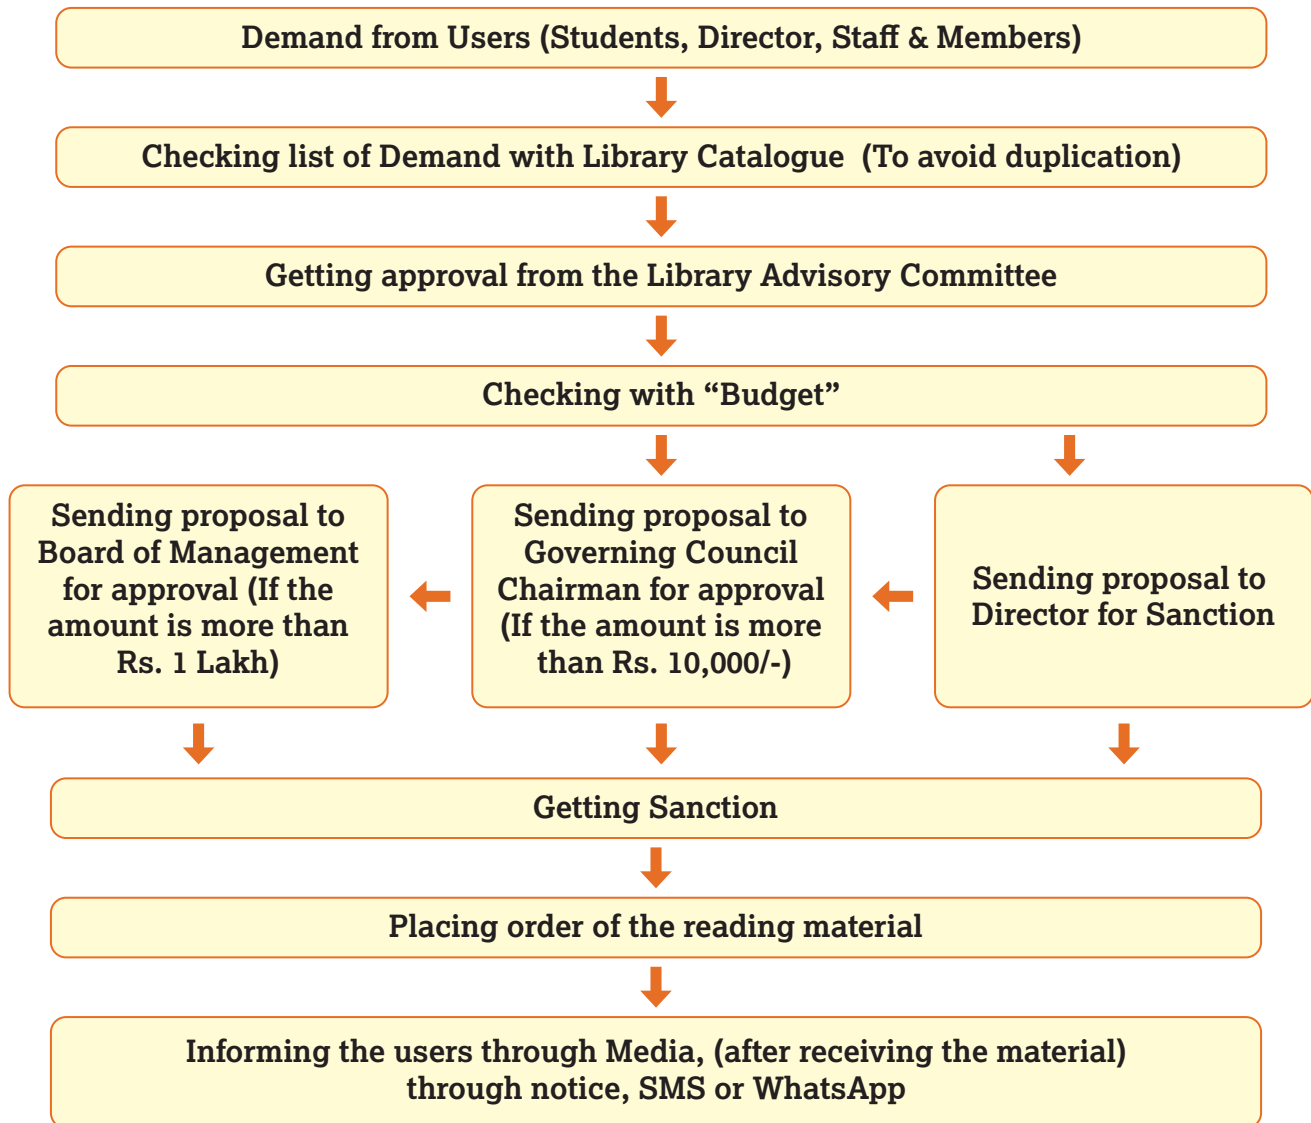 Demand from Users (Students, Director, Staff & Members)
Checking list of Demand with Library Catalogue (To avoid duplication)
Getting approval from the Library Advisory Committee
Checking with “Budget”
Sending proposal to
Board of Management
for approval (If the
amount is more than
Rs. 1 Lakh)
Sending proposal to
Governing Council
Chairman for approval
(If the amount is more
than Rs. 10,000/-)
Sending proposal to
Director for Sanction
Getting Sanction
Placing order of the reading material
Informing the users through Media, (after receiving the material)
through notice, SMS or WhatsApp